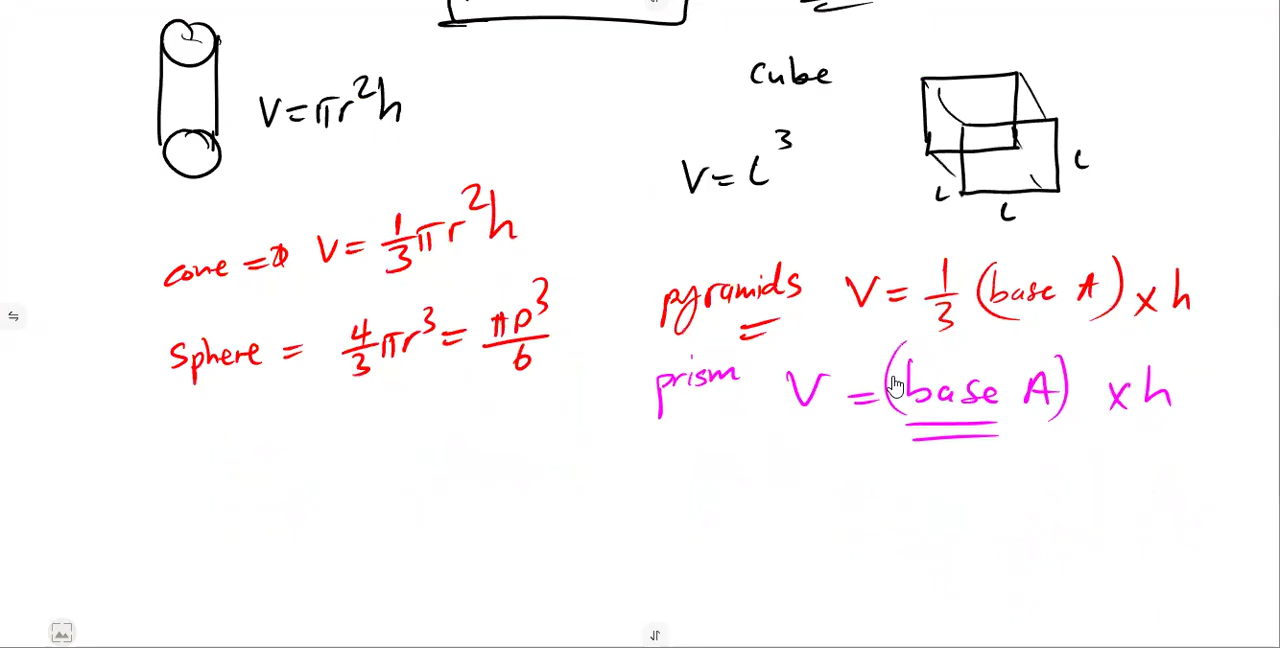 V = πr²h
Cube
V = L³
L
L
L
cone => V = 1/3 πr²h
Sphere = 4/3 πr³ = πD³/6
pyramids V = 1/3 (base A) x h
prism V = (base A) x h